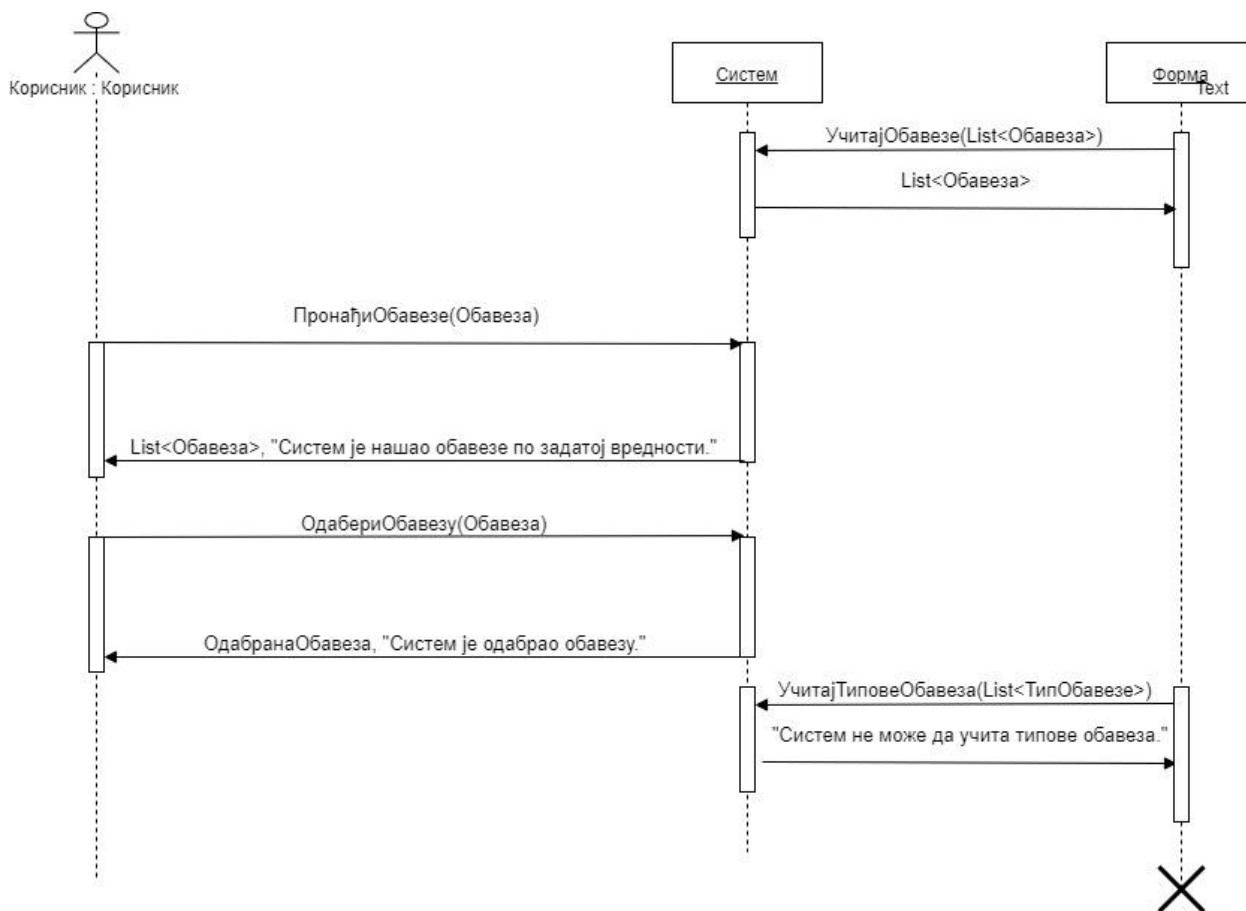 Корисник : Корисник
Систем
Форма
Text
УчитајОбавезе(List<Обавеза>)
List<Обавеза>
ПронађиОбавезе(Обавеза)
List<Обавеза>, "Систем је нашао обавезе по задатој вредности."
ОдабериОбавезу(Обавеза)
ОдабранаОбавеза, "Систем је одабрао обавезу."
УчитајТиповеОбавеза(List<ТипОбавезе>)
"Систем не може да учита типове обавеза."